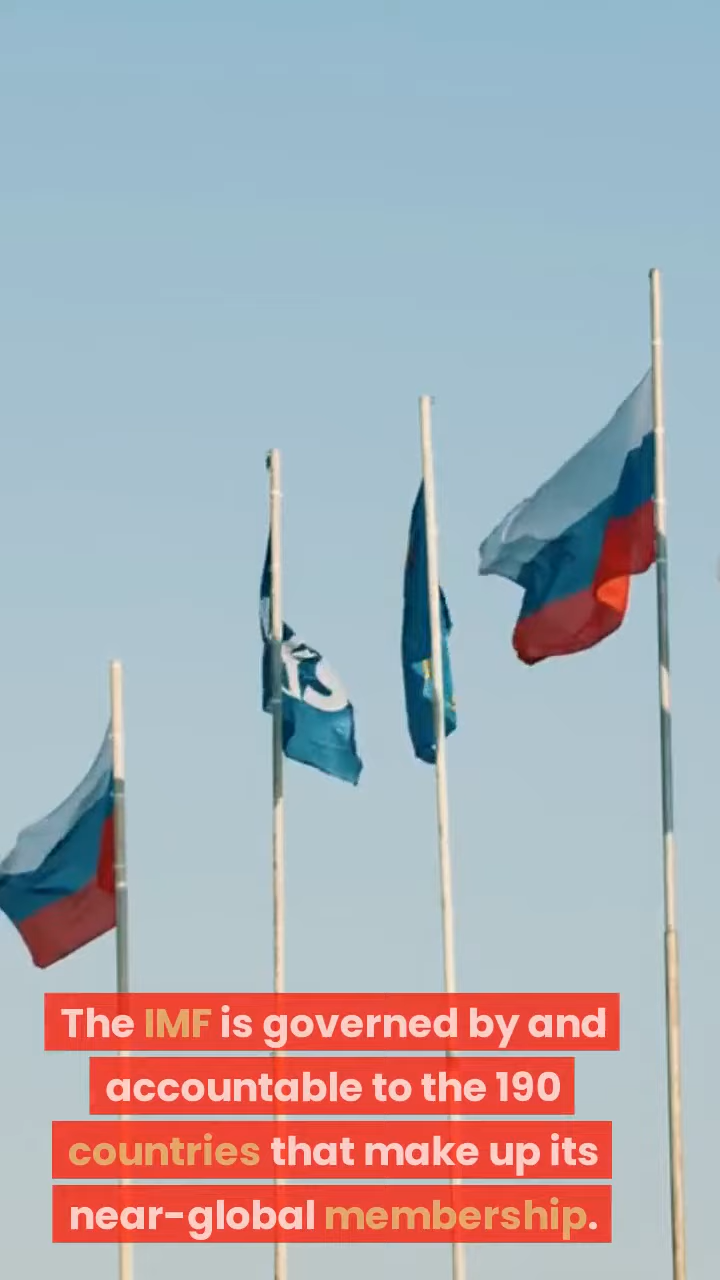 The IMF is governed by and
accountable to the 190
countries that make up its
near-global membership.